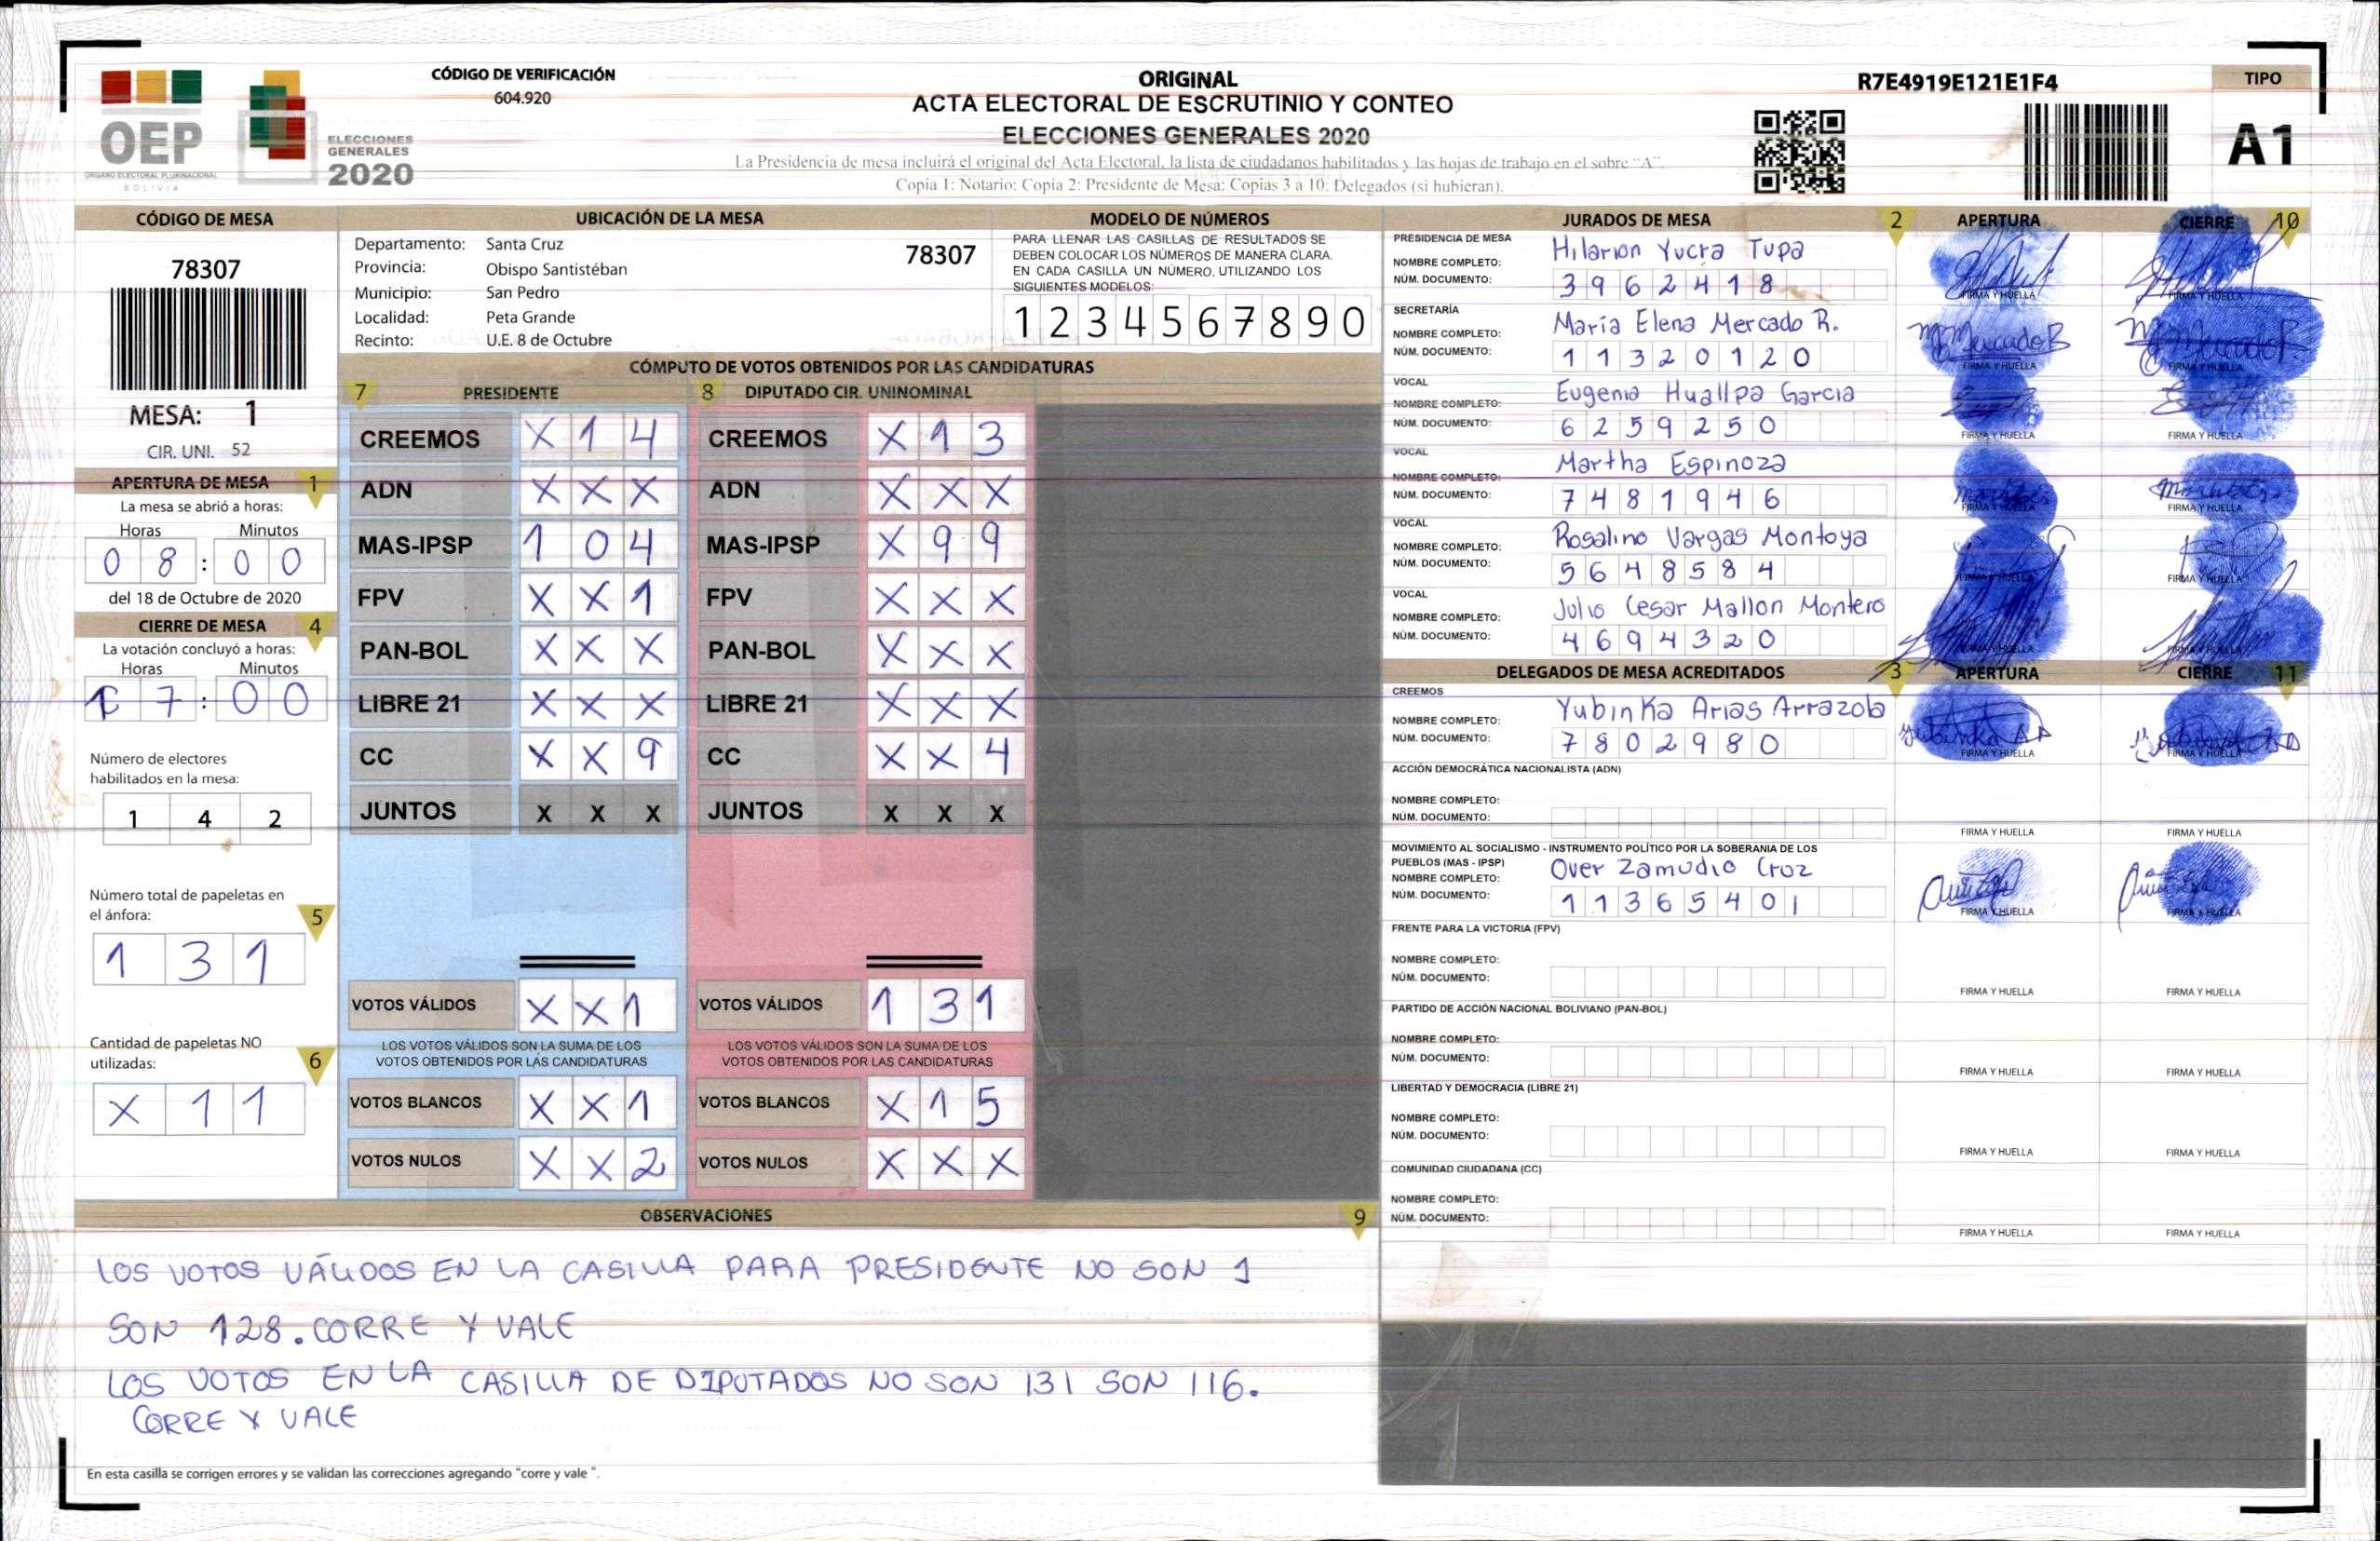 CÓDIGO DE VERIFICACIÓN
604.920
ORIGINAL
ACTA ELECTORAL DE ESCRUTINIO Y CONTEO
ELECCIONES GENERALES 2020
La Presidencia de mesa incluirá el original del Acta Electoral, la lista de ciudadanos habilitados y las hojas de trabajo en el sobre "A".
Copia 1: Notario; Copia 2: Presidente de Mesa; Copias 3 a 10: Delegados (si hubieran).
R7E4919E121E1F4
TIPO
A1
OEP
ÓRGANO ELECTORAL PLURINACIONAL
BOLIVIA
ELECCIONES
GENERALES
2020
CÓDIGO DE MESA
78307
MESA: 1
CIR. UNI. 52
APERTURA DE MESA 1
La mesa se abrió a horas:
Horas Minutos
0 8 : 0 0
del 18 de Octubre de 2020
CIERRE DE MESA 4
La votación concluyó a horas:
Horas Minutos
1 7 : 0 0
Número de electores
habilitados en la mesa:
1 4 2
Número total de papeletas en
el ánfora: 5
1 3 1
Cantidad de papeletas NO
utilizadas: 6
X 1 1
UBICACIÓN DE LA MESA
Departamento: Santa Cruz
78307
Provincia: Obispo Santistéban
Municipio: San Pedro
Localidad: Peta Grande
Recinto: U.E. 8 de Octubre
MODELO DE NÚMEROS
PARA LLENAR LAS CASILLAS DE RESULTADOS SE
DEBEN COLOCAR LOS NÚMEROS DE MANERA CLARA.
EN CADA CASILLA UN NÚMERO, UTILIZANDO LOS
SIGUIENTES MODELOS:
1 2 3 4 5 6 7 8 9 0
CÓMPUTO DE VOTOS OBTENIDOS POR LAS CANDIDATURAS
7 PRESIDENTE
CREEMOS X 1 4
ADN X X X
MAS-IPSP 1 0 4
FPV X X 1
PAN-BOL X X X
LIBRE 21 X X X
CC X X 9
JUNTOS X X X
VOTOS VÁLIDOS X X 1
LOS VOTOS VÁLIDOS SON LA SUMA DE LOS
VOTOS OBTENIDOS POR LAS CANDIDATURAS
VOTOS BLANCOS X X 1
VOTOS NULOS X X 2
8 DIPUTADO CIR. UNINOMINAL
CREEMOS X 1 3
ADN X X X
MAS-IPSP X 9 9
FPV X X X
PAN-BOL X X X
LIBRE 21 X X X
CC X X 4
JUNTOS X X X
VOTOS VÁLIDOS 1 3 1
LOS VOTOS VÁLIDOS SON LA SUMA DE LOS
VOTOS OBTENIDOS POR LAS CANDIDATURAS
VOTOS BLANCOS X 1 5
VOTOS NULOS X X X
OBSERVACIONES 9
LOS VOTOS VÁLIDOS EN LA CASILLA PARA PRESIDENTE NO SON 1
SON 128. CORRE Y VALE
LOS VOTOS EN LA CASILLA DE DIPUTADOS NO SON 131 SON 116.
CORRE Y VALE
En esta casilla se corrigen errores y se validan las correcciones agregando "corre y vale ".
JURADOS DE MESA 2 APERTURA CIERRE 10
PRESIDENCIA DE MESA
NOMBRE COMPLETO: Hilarion Yucra Tupa
NÚM. DOCUMENTO: 3 9 6 2 4 1 8
FIRMA Y HUELLA FIRMA Y HUELLA
SECRETARÍA
NOMBRE COMPLETO: María Elena Mercado R.
NÚM. DOCUMENTO: 1 1 3 2 0 1 2 0
FIRMA Y HUELLA FIRMA Y HUELLA
VOCAL
NOMBRE COMPLETO: Eugenia Huallpa Garcia
NÚM. DOCUMENTO: 6 2 5 9 2 5 0
FIRMA Y HUELLA FIRMA Y HUELLA
VOCAL
NOMBRE COMPLETO: Martha Espinoza
NÚM. DOCUMENTO: 7 4 8 1 9 4 6
FIRMA Y HUELLA FIRMA Y HUELLA
VOCAL
NOMBRE COMPLETO: Rosalino Vargas Montoya
NÚM. DOCUMENTO: 5 6 4 8 5 8 4
FIRMA Y HUELLA FIRMA Y HUELLA
VOCAL
NOMBRE COMPLETO: Julio Cesar Mallon Montero
NÚM. DOCUMENTO: 4 6 9 4 3 2 0
FIRMA Y HUELLA FIRMA Y HUELLA
DELEGADOS DE MESA ACREDITADOS 3 APERTURA CIERRE 11
CREEMOS
NOMBRE COMPLETO: Yubinka Arias Arrazola
NÚM. DOCUMENTO: 7 8 0 2 9 8 0
FIRMA Y HUELLA FIRMA Y HUELLA
ACCIÓN DEMOCRÁTICA NACIONALISTA (ADN)
NOMBRE COMPLETO:
NÚM. DOCUMENTO:
FIRMA Y HUELLA FIRMA Y HUELLA
MOVIMIENTO AL SOCIALISMO - INSTRUMENTO POLÍTICO POR LA SOBERANIA DE LOS
PUEBLOS (MAS - IPSP)
NOMBRE COMPLETO: Over Zamudio Cruz
NÚM. DOCUMENTO: 1 1 3 6 5 4 0 1
FIRMA Y HUELLA FIRMA Y HUELLA
FRENTE PARA LA VICTORIA (FPV)
NOMBRE COMPLETO:
NÚM. DOCUMENTO:
FIRMA Y HUELLA FIRMA Y HUELLA
PARTIDO DE ACCIÓN NACIONAL BOLIVIANO (PAN-BOL)
NOMBRE COMPLETO:
NÚM. DOCUMENTO:
FIRMA Y HUELLA FIRMA Y HUELLA
LIBERTAD Y DEMOCRACIA (LIBRE 21)
NOMBRE COMPLETO:
NÚM. DOCUMENTO:
FIRMA Y HUELLA FIRMA Y HUELLA
COMUNIDAD CIUDADANA (CC)
NOMBRE COMPLETO:
NÚM. DOCUMENTO:
FIRMA Y HUELLA FIRMA Y HUELLA